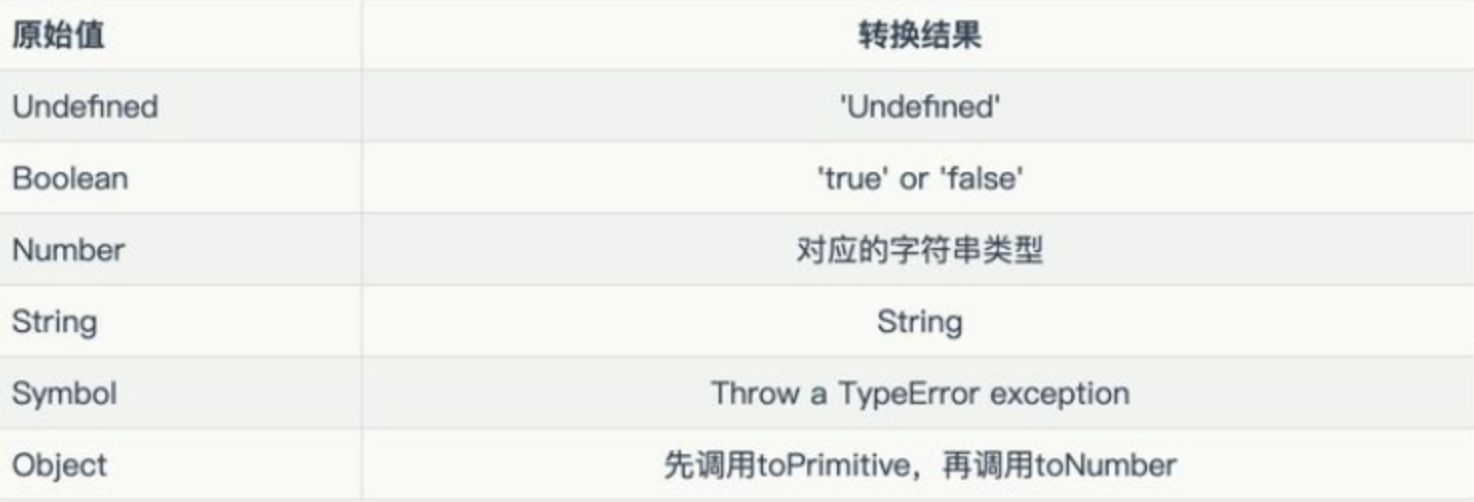 原始值 转换结果
Undefined 'Undefined'
Boolean 'true' or 'false'
Number 对应的字符串类型
String String
Symbol Throw a TypeError exception
Object 先调用toPrimitive，再调用toNumber